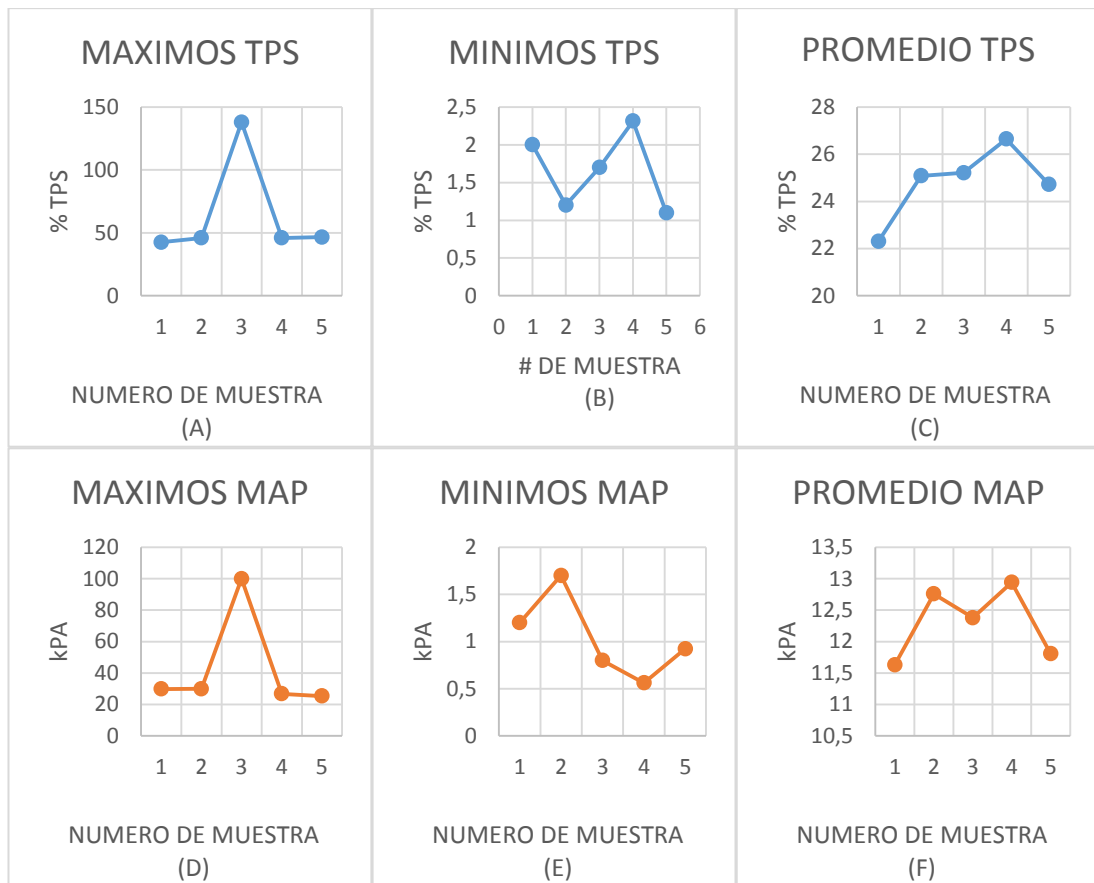 MAXIMOS TPS
150
100
50
0
% TPS
1 2 3 4 5
NUMERO DE MUESTRA
(A)
MINIMOS TPS
2,5
2
1,5
1
0,5
0
% TPS
0 1 2 3 4 5 6
# DE MUESTRA
(B)
PROMEDIO TPS
28
26
24
22
20
% TPS
1 2 3 4 5
NUMERO DE MUESTRA
(C)
MAXIMOS MAP
120
100
80
60
40
20
0
kPA
1 2 3 4 5
NUMERO DE MUESTRA
(D)
MINIMOS MAP
2
1,5
1
0,5
0
kPA
1 2 3 4 5
NUMERO DE MUESTRA
(E)
PROMEDIO MAP
13,5
13
12,5
12
11,5
11
10,5
kPA
1 2 3 4 5
NUMERO DE MUESTRA
(F)